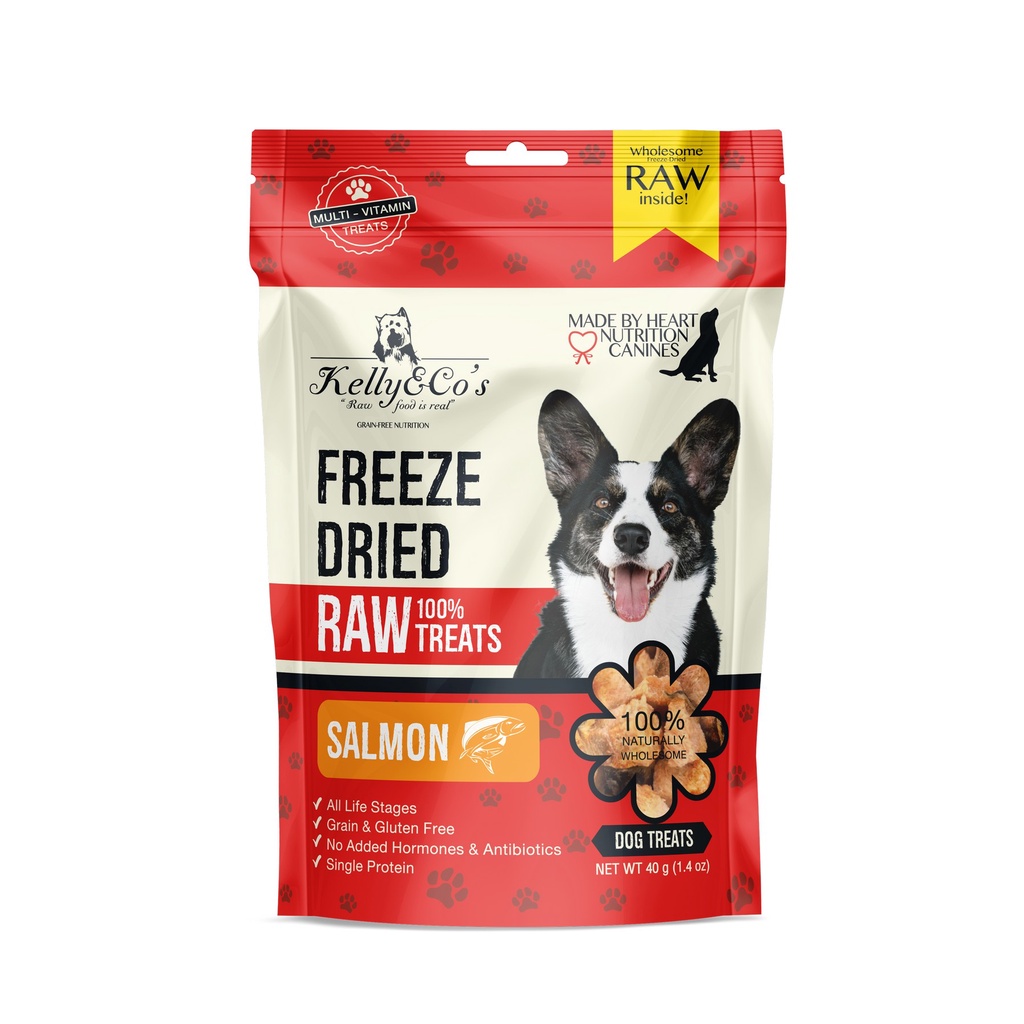 MULTI - VITAMIN
TREATS
wholesome
Freeze Dried
RAW
inside!
Kelly&Co's
"Raw food is real"
GRAIN-FREE NUTRITION
MADE BY HEART
NUTRITION
CANINES
FREEZE
DRIED
RAW 100%
TREATS
SALMON
100%
NATURALLY
WHOLESOME
✓ All Life Stages
✓ Grain & Gluten Free
✓ No Added Hormones & Antibiotics
✓ Single Protein
DOG TREATS
NET WT 40 g (1.4 oz)